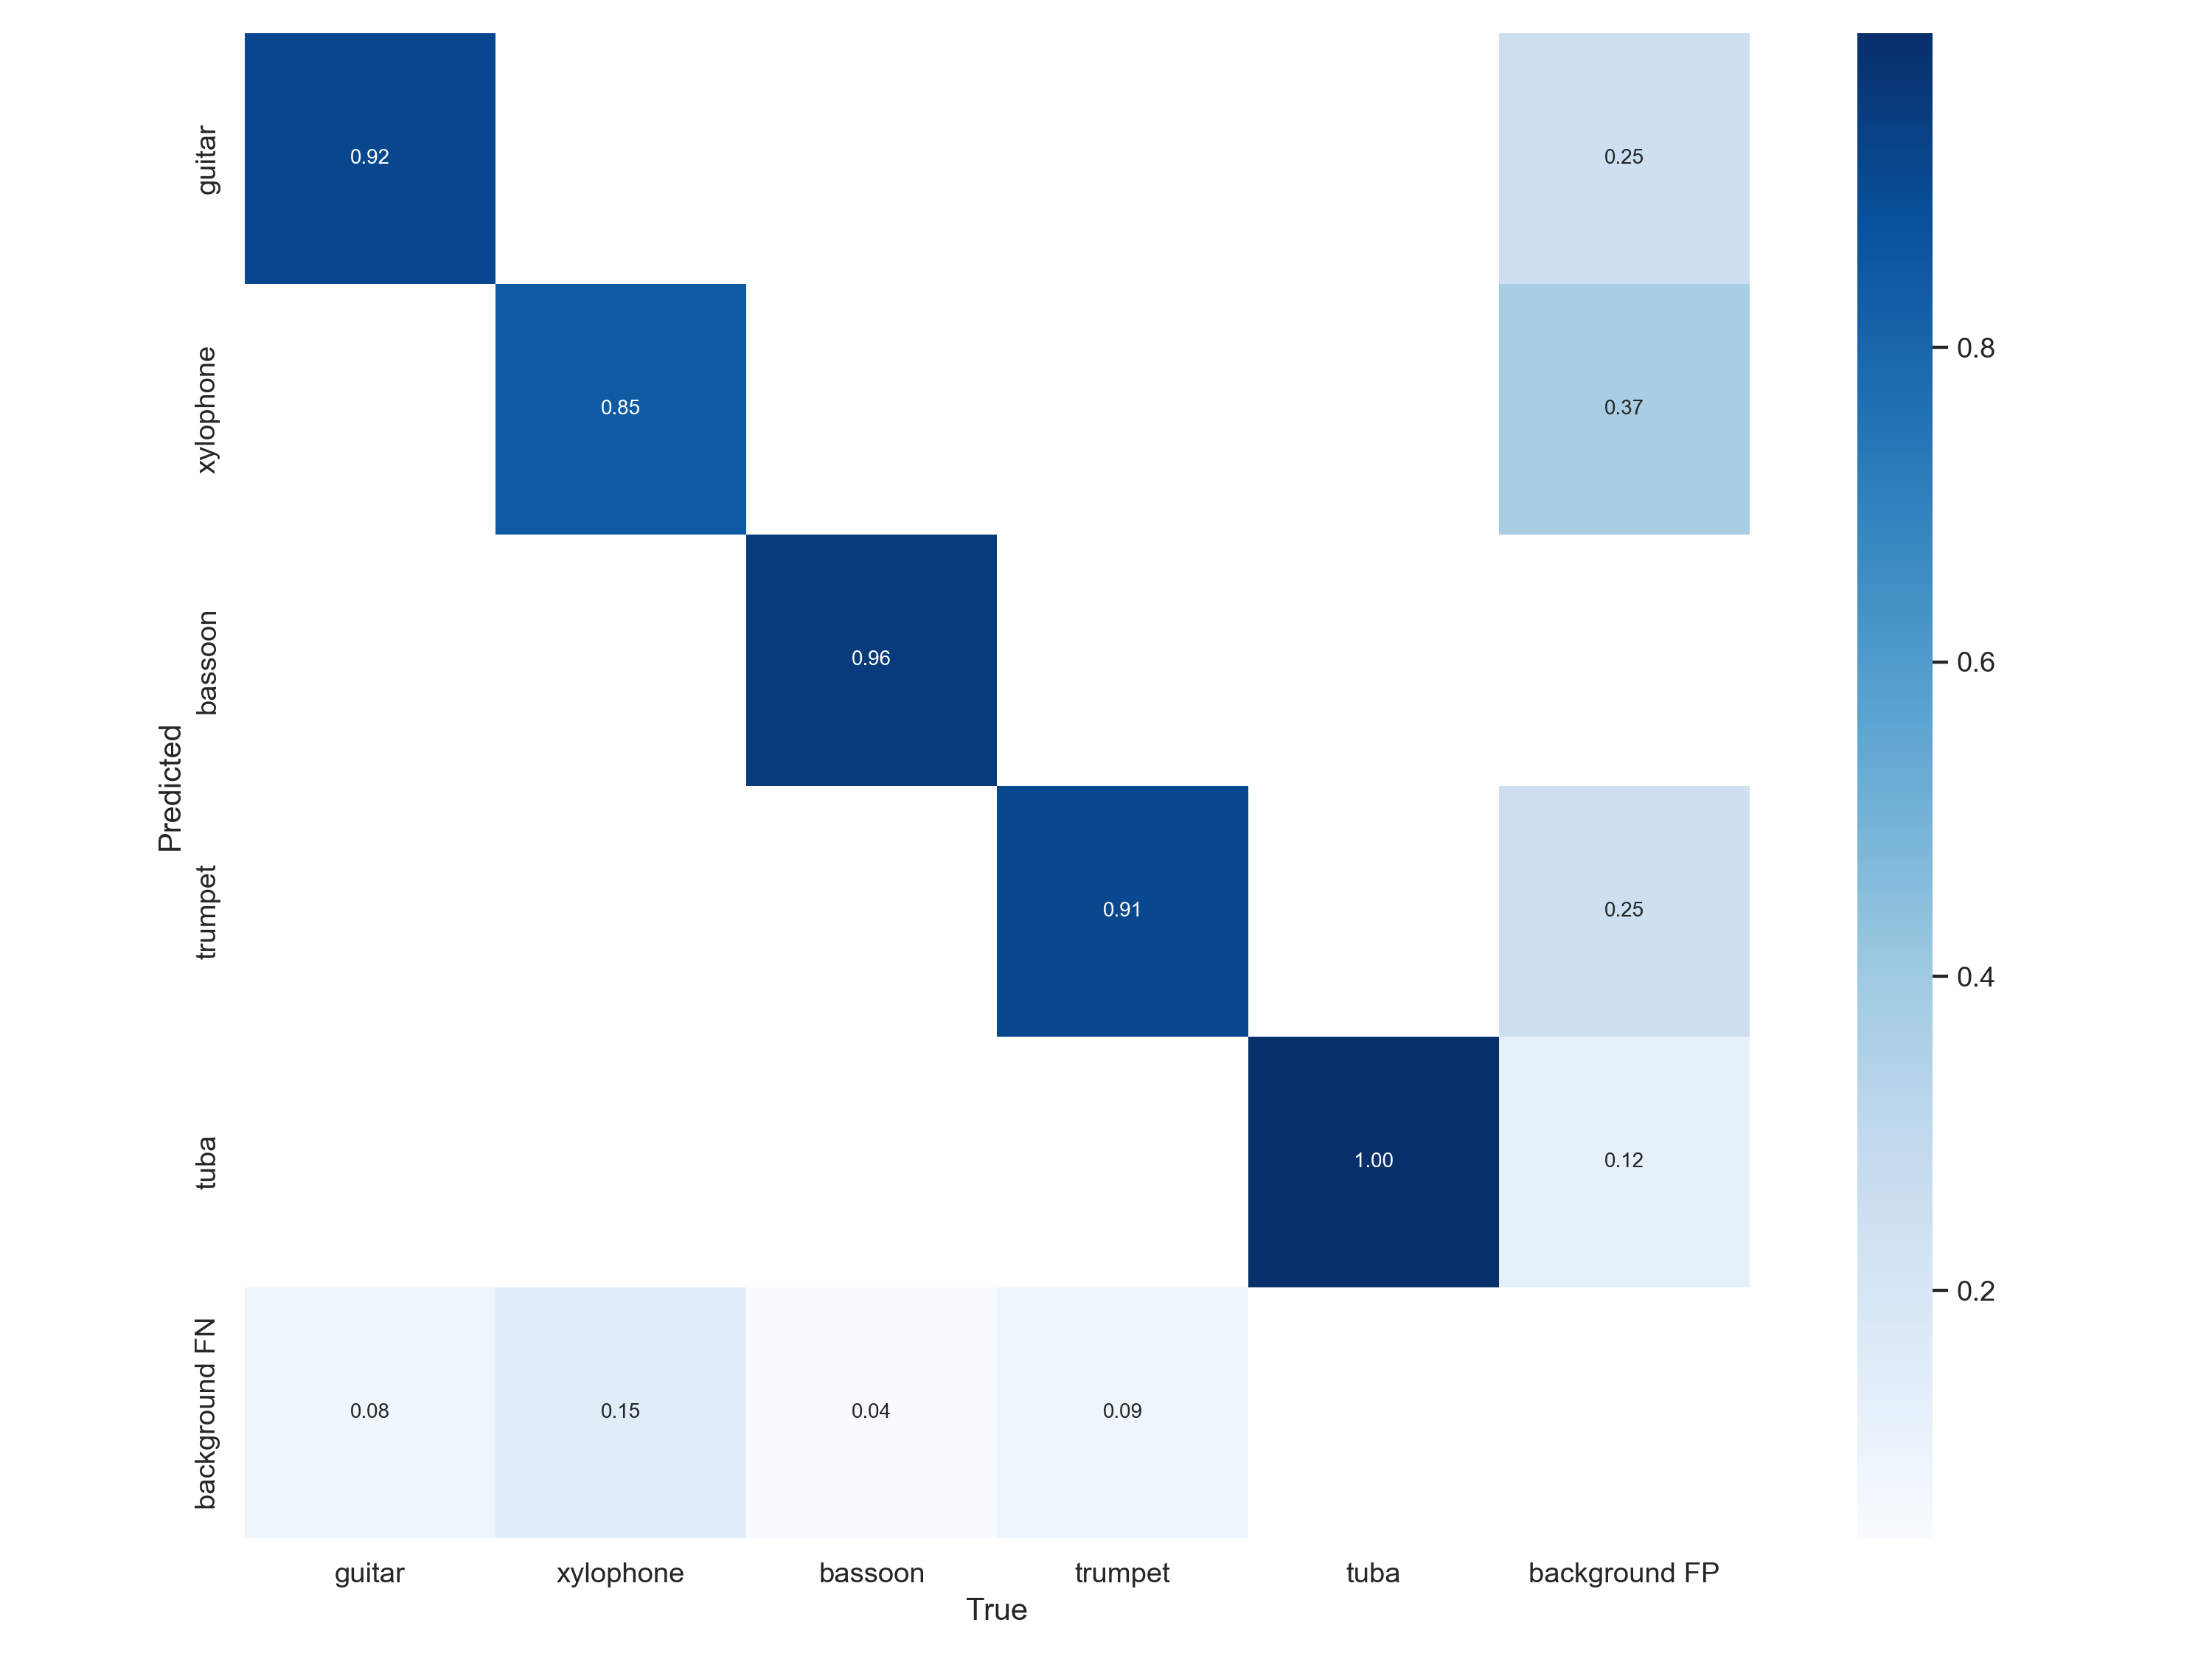 guitar
0.92
0.25
xylophone
0.85
0.37
0.8
bassoon
0.96
0.6
Predicted
trumpet
0.91
0.25
0.4
tuba
1.00
0.12
0.2
background FN
0.08
0.15
0.04
0.09
guitar
xylophone
bassoon
trumpet
tuba
background FP
True